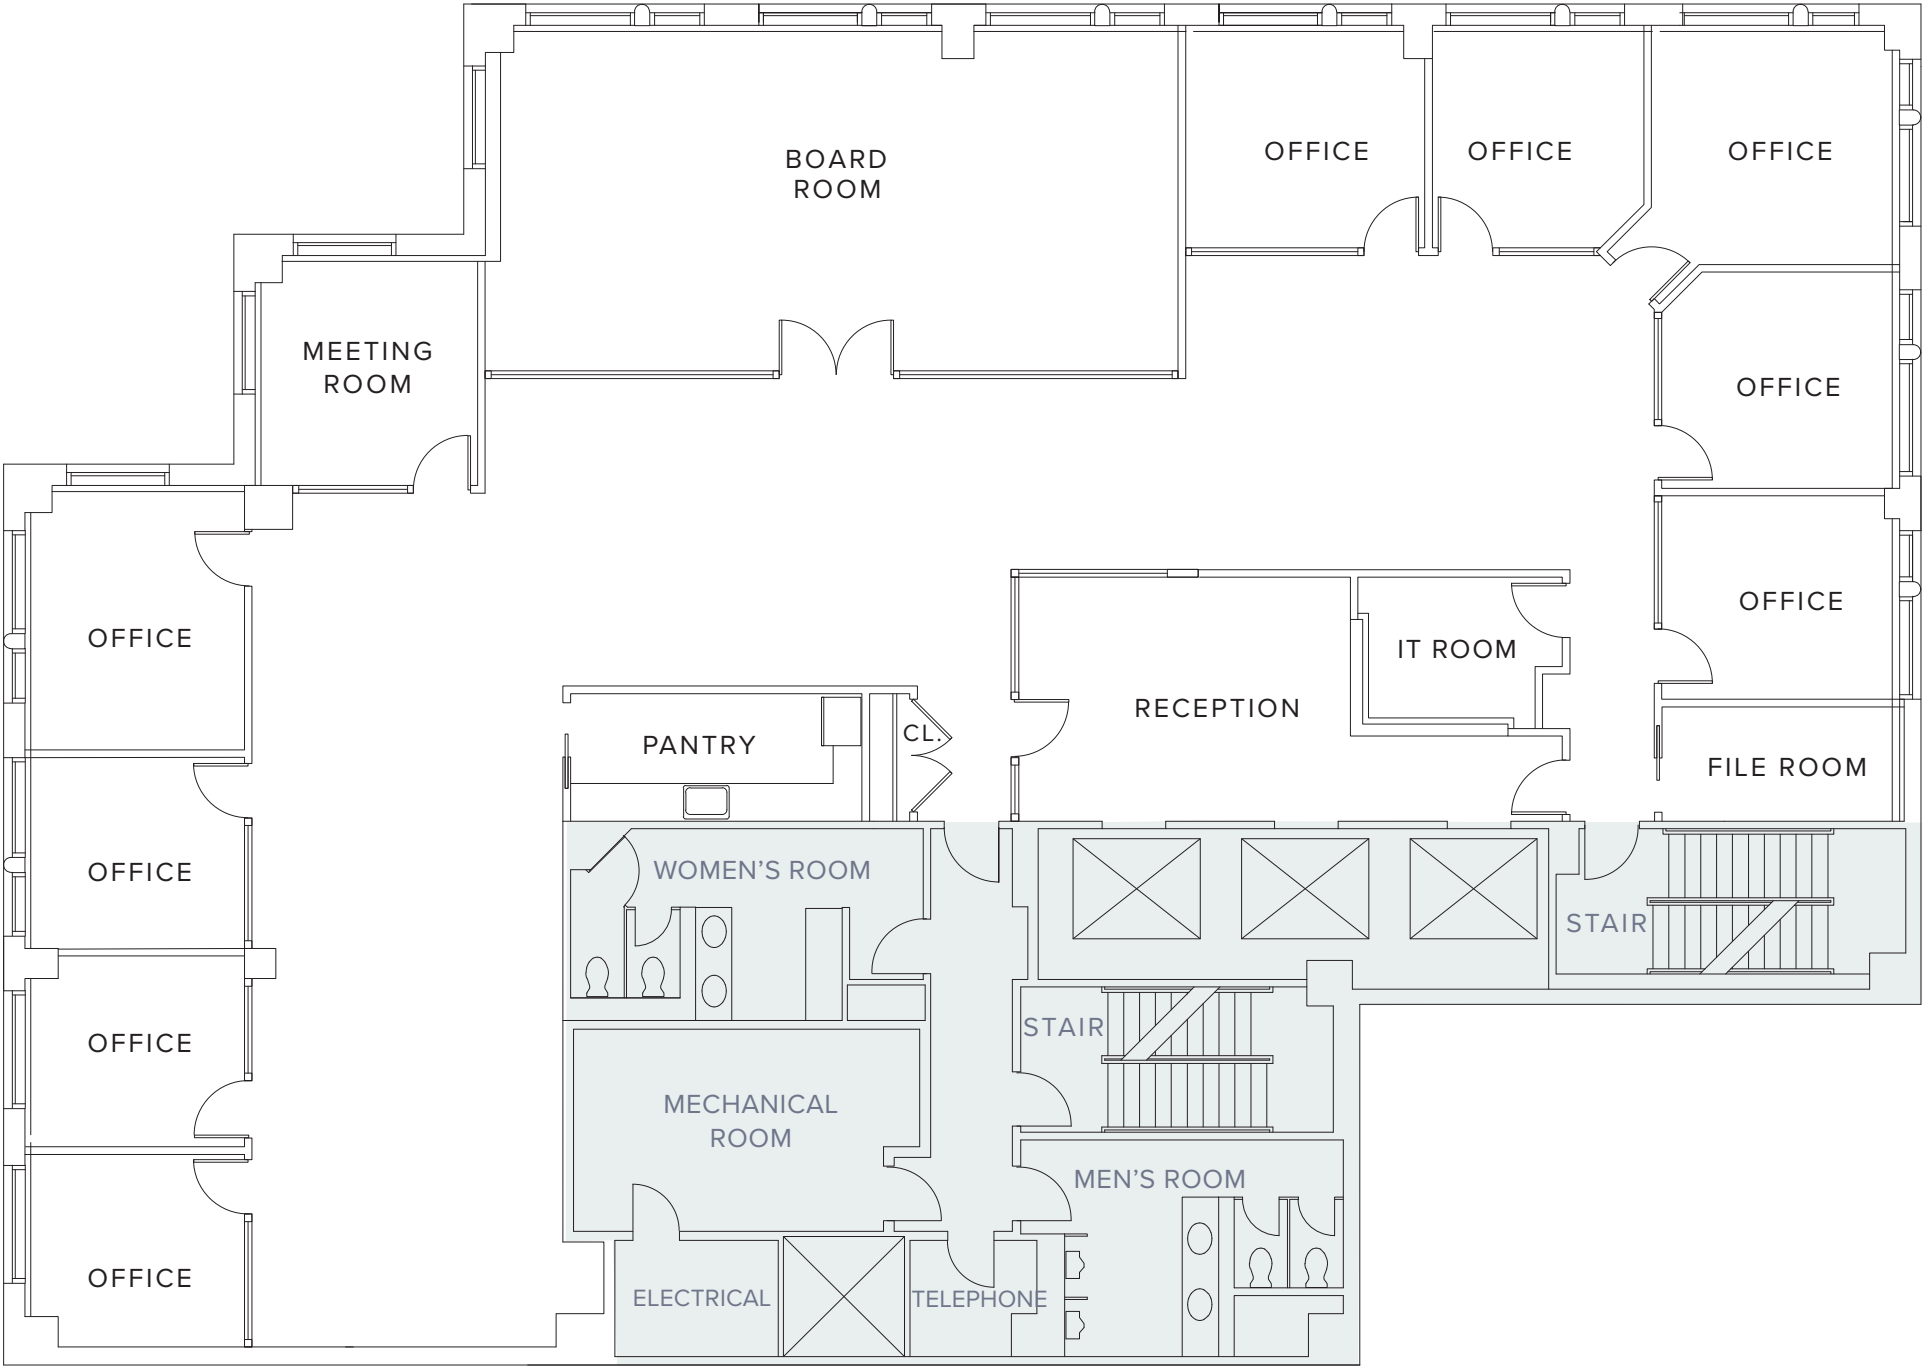 BOARD
ROOM
OFFICE
OFFICE
OFFICE
MEETING
ROOM
OFFICE
OFFICE
OFFICE
IT ROOM
RECEPTION
CL.
PANTRY
FILE ROOM
OFFICE
WOMEN’S ROOM
STAIR
OFFICE
STAIR
MECHANICAL
ROOM
MEN’S ROOM
OFFICE
ELECTRICAL
TELEPHONE